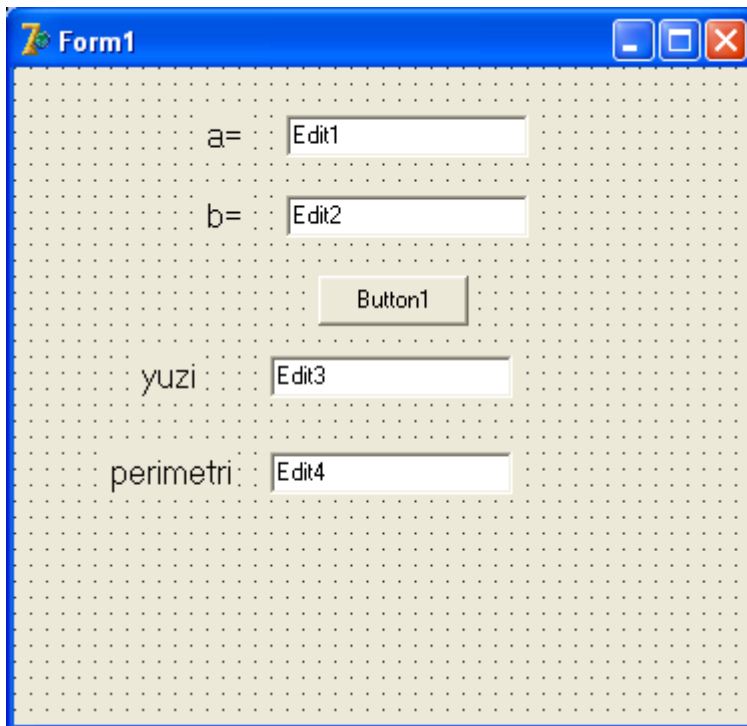 Form1
a= Edit1
b= Edit2
Button1
yuzi Edit3
perimetri Edit4